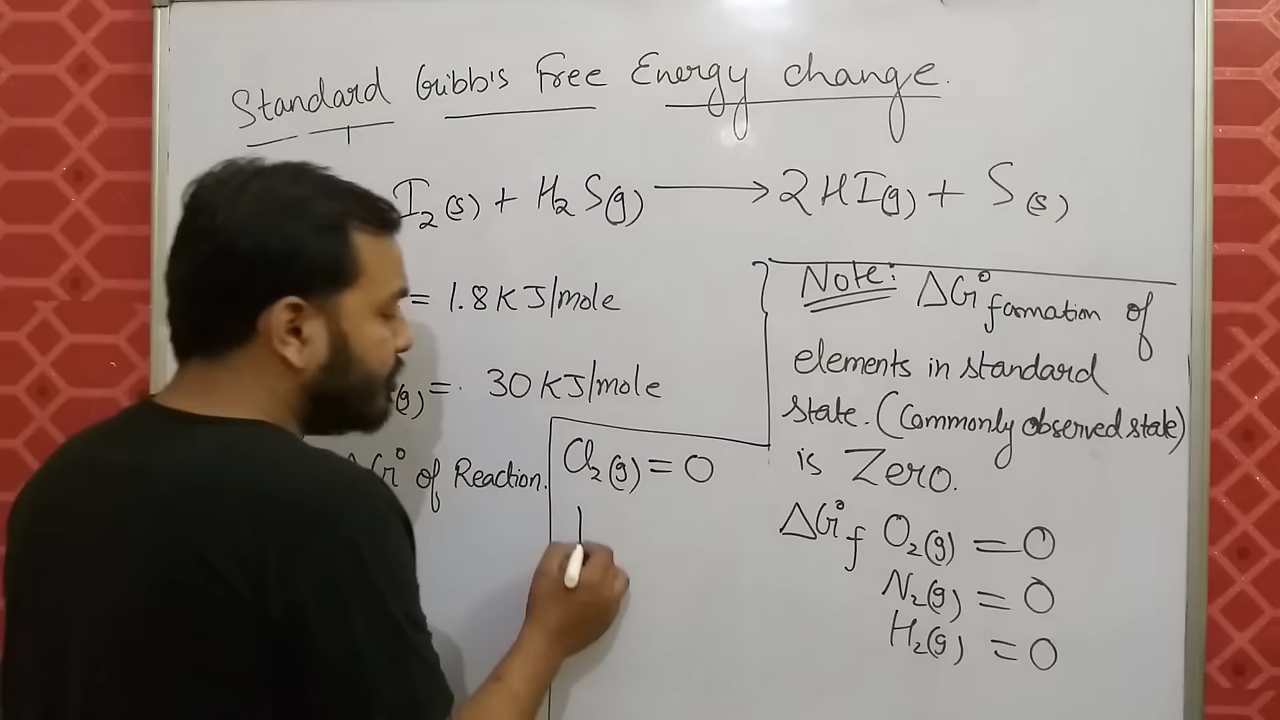 Standard Gibb's Free Energy change.
I₂(s) + H₂S(g) ⟶ 2HI(g) + S(s)
= 1.8 KJ/mole
(g) = 30 KJ/mole
ΔG° of Reaction.
Cl₂(g) = 0
Note: ΔG° formation of
elements in standard
state. (Commonly observed state)
is Zero.
ΔG°f O₂(g) = 0
N₂(g) = 0
H₂(g) = 0